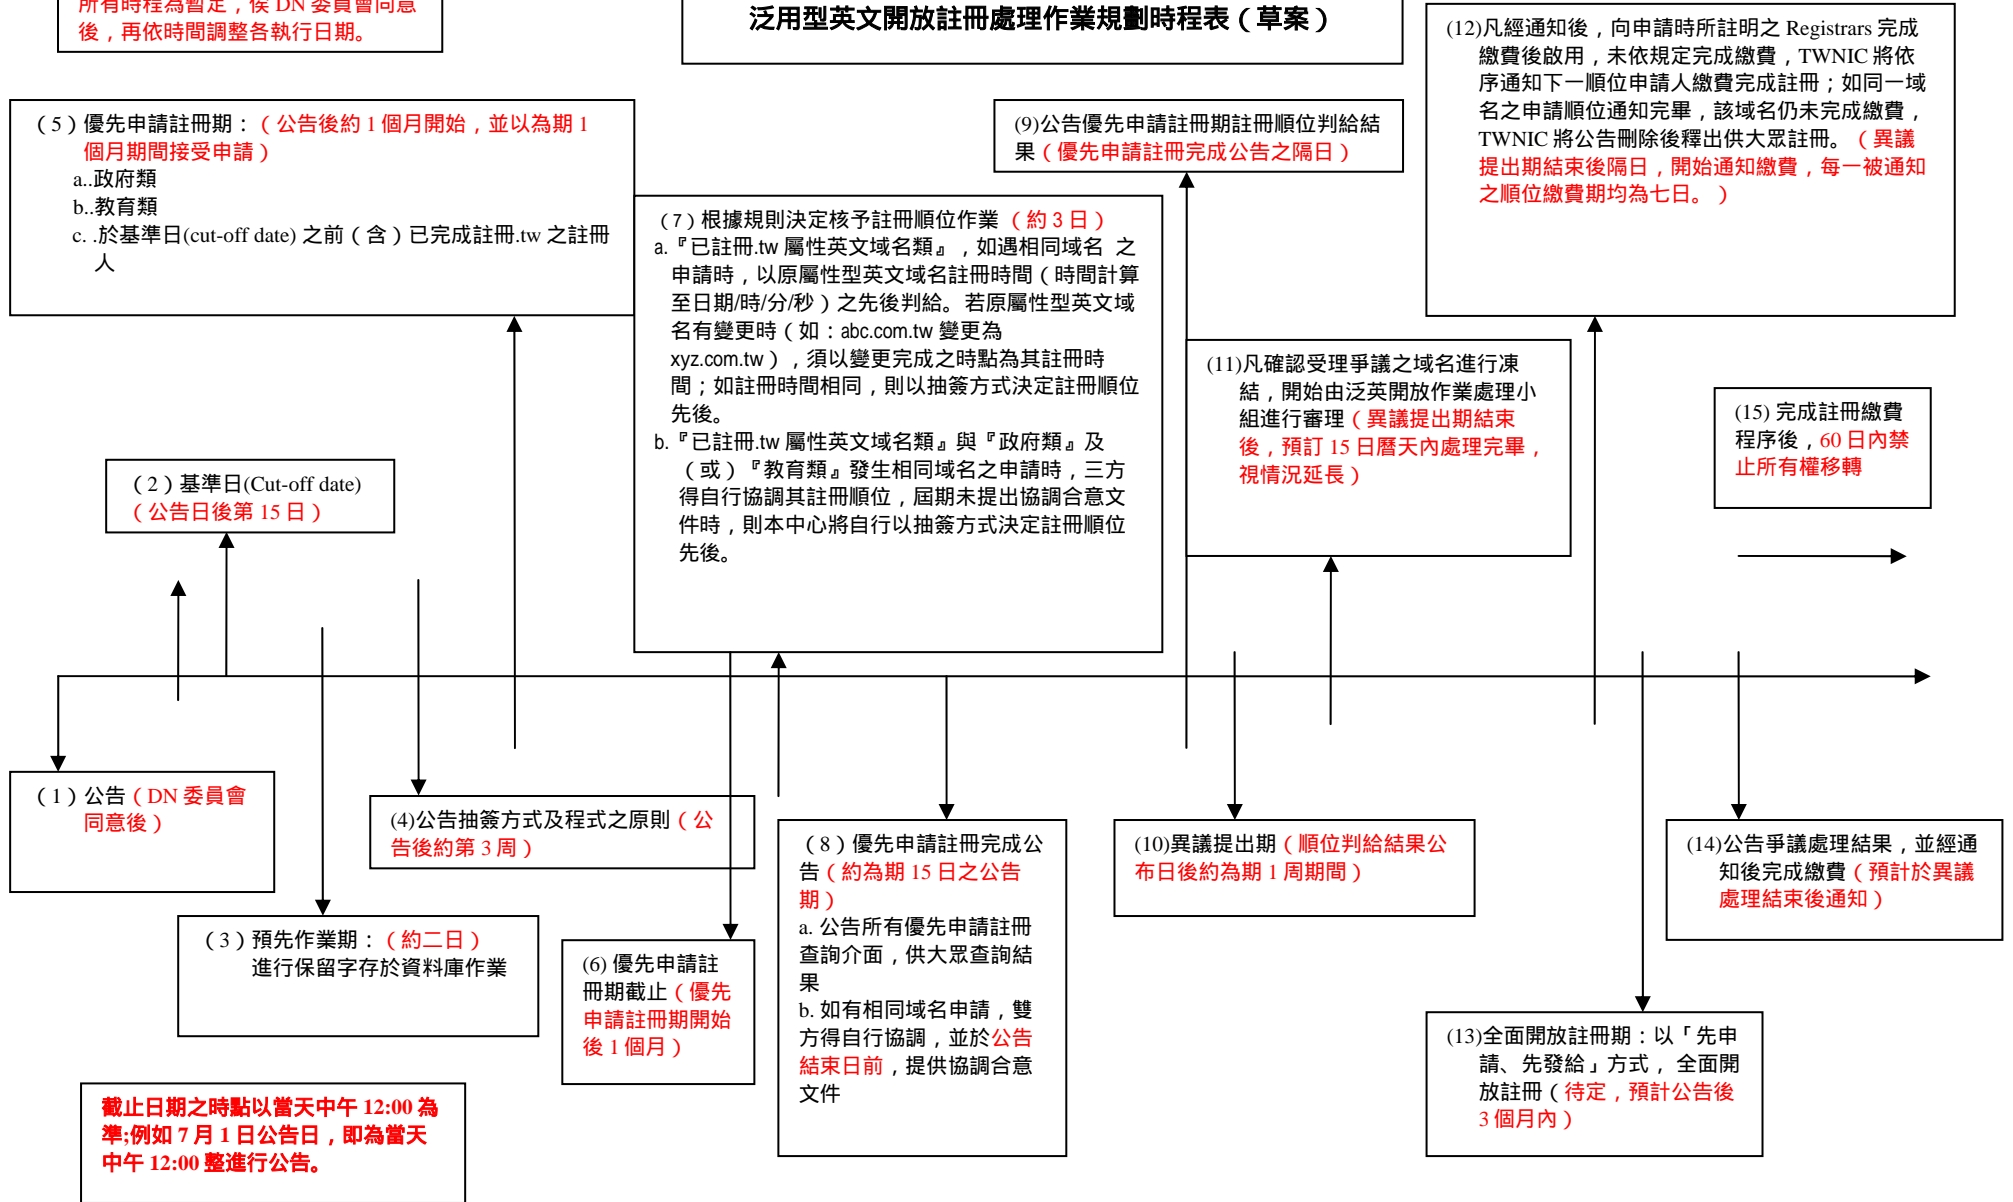 所有時程為暫定，俟 DN 委員會同意
後，再依時間調整各執行日期。
泛用型英文開放註冊處理作業規劃時程表（草案）
(12)凡經通知後，向申請時所註明之 Registrars 完成
繳費後啟用，未依規定完成繳費，TWNIC 將依
序通知下一順位申請人繳費完成註冊；如同一域
名之申請順位通知完畢，該域名仍未完成繳費，
TWNIC 將公告刪除後釋出供大眾註冊。（異議
提出期結束後隔日，開始通知繳費，每一被通知
之順位繳費期均為七日。）
（5）優先申請註冊期：（公告後約 1 個月開始，並以為期 1
個月期間接受申請）
a..政府類
b..教育類
c. .於基準日(cut-off date) 之前（含）已完成註冊.tw 之註冊
人
(9)公告優先申請註冊期註冊順位判給結
果（優先申請註冊完成公告之隔日）
（7）根據規則決定核予註冊順位作業 （約 3 日）
a.『已註冊.tw 屬性英文域名類』，如遇相同域名 之
申請時，以原屬性型英文域名註冊時間（時間計算
至日期/時/分/秒）之先後判給。若原屬性型英文域
名有變更時（如：abc.com.tw 變更為
xyz.com.tw），須以變更完成之時點為其註冊時
間；如註冊時間相同，則以抽簽方式決定註冊順位
先後。
b.『已註冊.tw 屬性英文域名類』與『政府類』及
（或）『教育類』發生相同域名之申請時，三方
得自行協調其註冊順位，屆期未提出協調合意文
件時，則本中心將自行以抽簽方式決定註冊順位
先後。
(11)凡確認受理爭議之域名進行凍
結，開始由泛英開放作業處理小
組進行審理（異議提出期結束
後，預訂 15 日曆天內處理完畢，
視情況延長）
(15) 完成註冊繳費
程序後，60 日內禁
止所有權移轉
（2）基準日(Cut-off date)
（公告日後第 15 日）
（1）公告（DN 委員會
同意後）
(4)公告抽簽方式及程式之原則（公
告後約第 3 周）
（3）預先作業期：（約二日）
進行保留字存於資料庫作業
(6) 優先申請註
冊期截止（優先
申請註冊期開始
後 1 個月）
（8）優先申請註冊完成公
告（約為期 15 日之公告
期）
a. 公告所有優先申請註冊
查詢介面，供大眾查詢結
果
b. 如有相同域名申請，雙
方得自行協調，並於公告
結束日前，提供協調合意
文件
(10)異議提出期（順位判給結果公
布日後約為期 1 周期間）
(14)公告爭議處理結果，並經通
知後完成繳費（預計於異議
處理結束後通知）
(13)全面開放註冊期：以「先申
請、先發給」方式， 全面開
放註冊（待定，預計公告後
3 個月內）
截止日期之時點以當天中午 12:00 為
準;例如 7 月 1 日公告日，即為當天
中午 12:00 整進行公告。